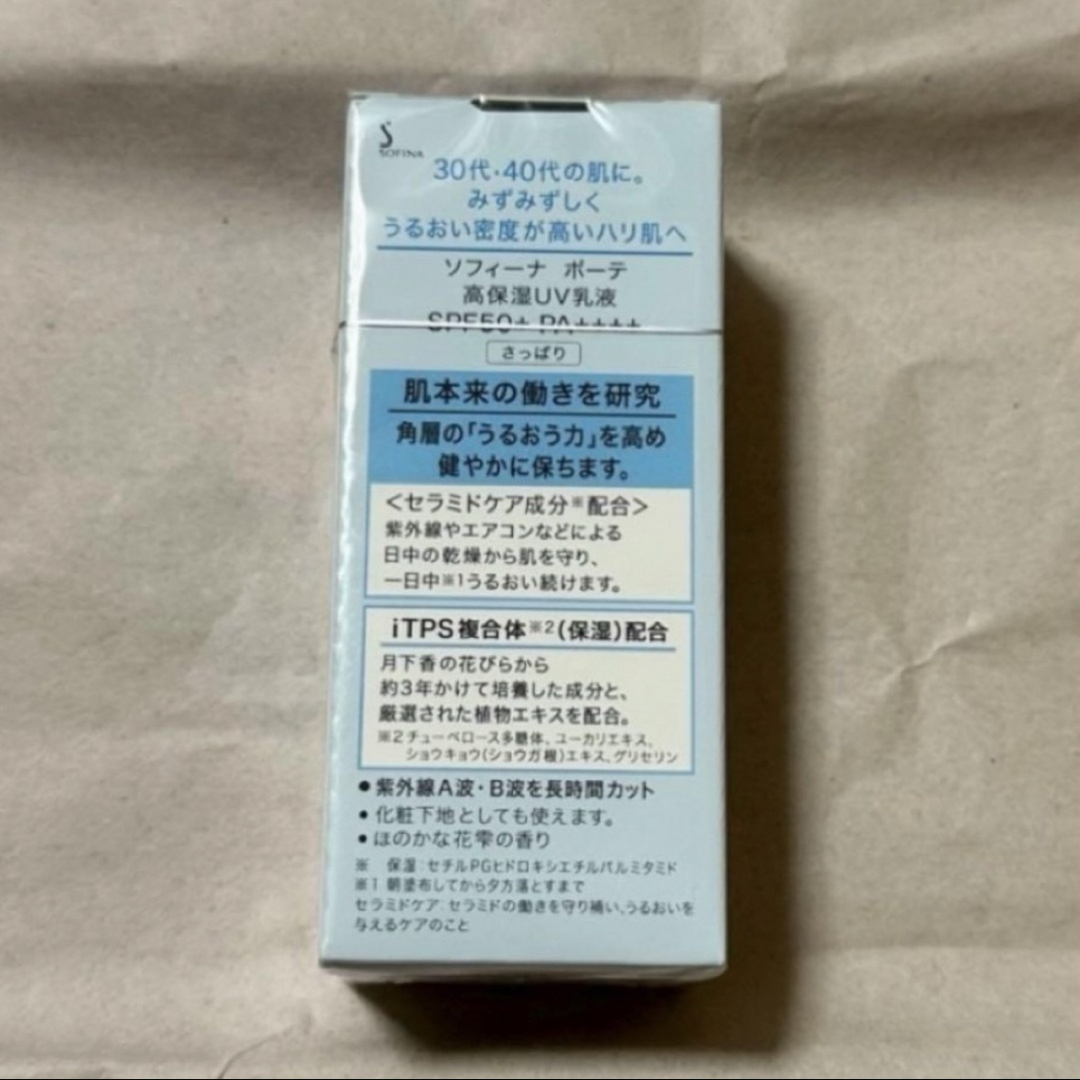 SOFINA
30代・40代の肌に。
みずみずしく
うるおい密度が高いハリ肌へ
ソフィーナ ボーテ
高保湿UV乳液
SPF50+ PA++++
さっぱり
肌本来の働きを研究
角層の「うるおう力」を高め
健やかに保ちます。
<セラミドケア成分※配合>
紫外線やエアコンなどによる
日中の乾燥から肌を守り、
一日中※1うるおい続けます。
iTPS複合体※2(保湿)配合
月下香の花びらから
約3年かけて培養した成分と、
厳選された植物エキスを配合。
※2チューベロース多糖体、ユーカリエキス、
ショウキョウ(ショウガ根)エキス、グリセリン
●紫外線A波・B波を長時間カット
●化粧下地としても使えます。
●ほのかな花雫の香り
※ 保湿:セチルPGヒドロキシエチルパルミタミド
※1 朝塗布してから夕方落とすまで
セラミドケア:セラミドの働きを守り補い、うるおいを
与えるケアのこと